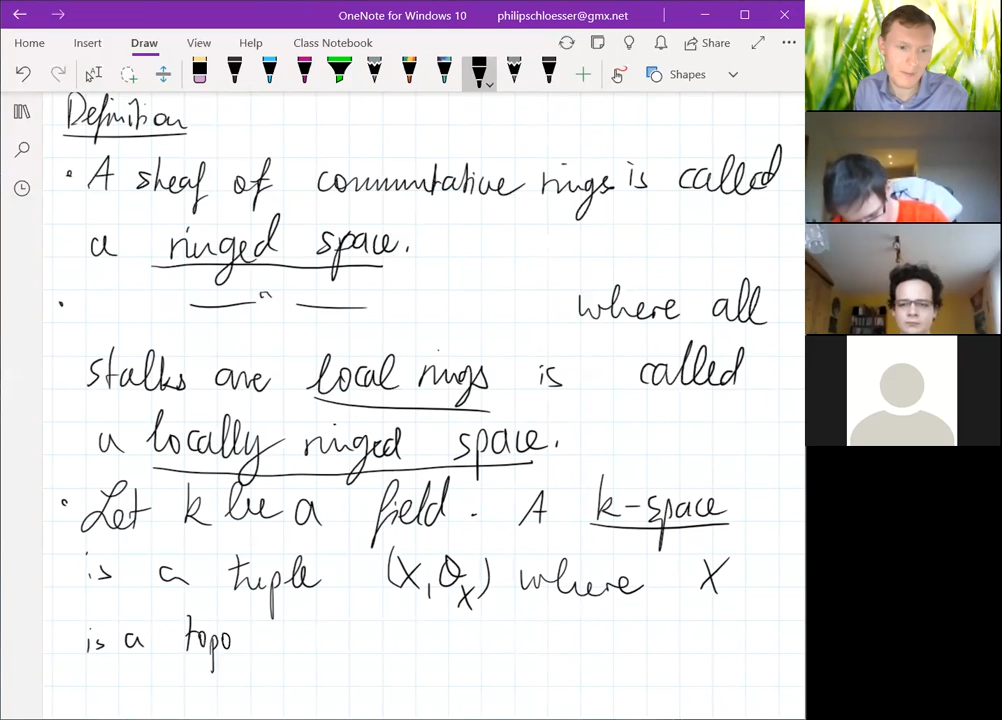 OneNote for Windows 10
philipschloesser@gmx.net
Home Insert Draw View Help Class Notebook
Share
Shapes
Definition
• A sheaf of commutative rings is called
a ringed space.
• —"— where all
stalks are local rings is called
a locally ringed space.
• Let k be a field. A k-space
is a tuple (X, O_X) where X
is a topo